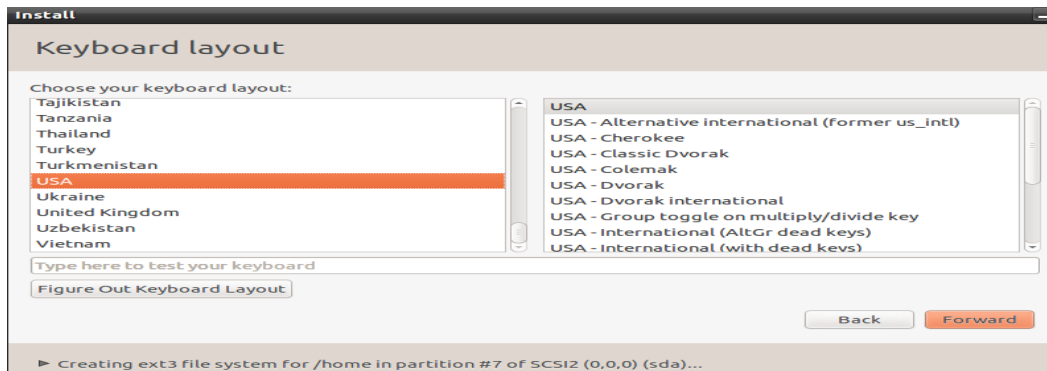 Install
Keyboard layout
Choose your keyboard layout:
Tajikistan
Tanzania
Thailand
Turkey
Turkmenistan
USA
Ukraine
United Kingdom
Uzbekistan
Vietnam
USA
USA - Alternative international (former us_intl)
USA - Cherokee
USA - Classic Dvorak
USA - Colemak
USA - Dvorak
USA - Dvorak international
USA - Group toggle on multiply/divide key
USA - International (AltGr dead keys)
USA - International (with dead keys)
Type here to test your keyboard
Figure Out Keyboard Layout
Back
Forward
Creating ext3 file system for /home in partition #7 of SCSI2 (0,0,0) (sda)...